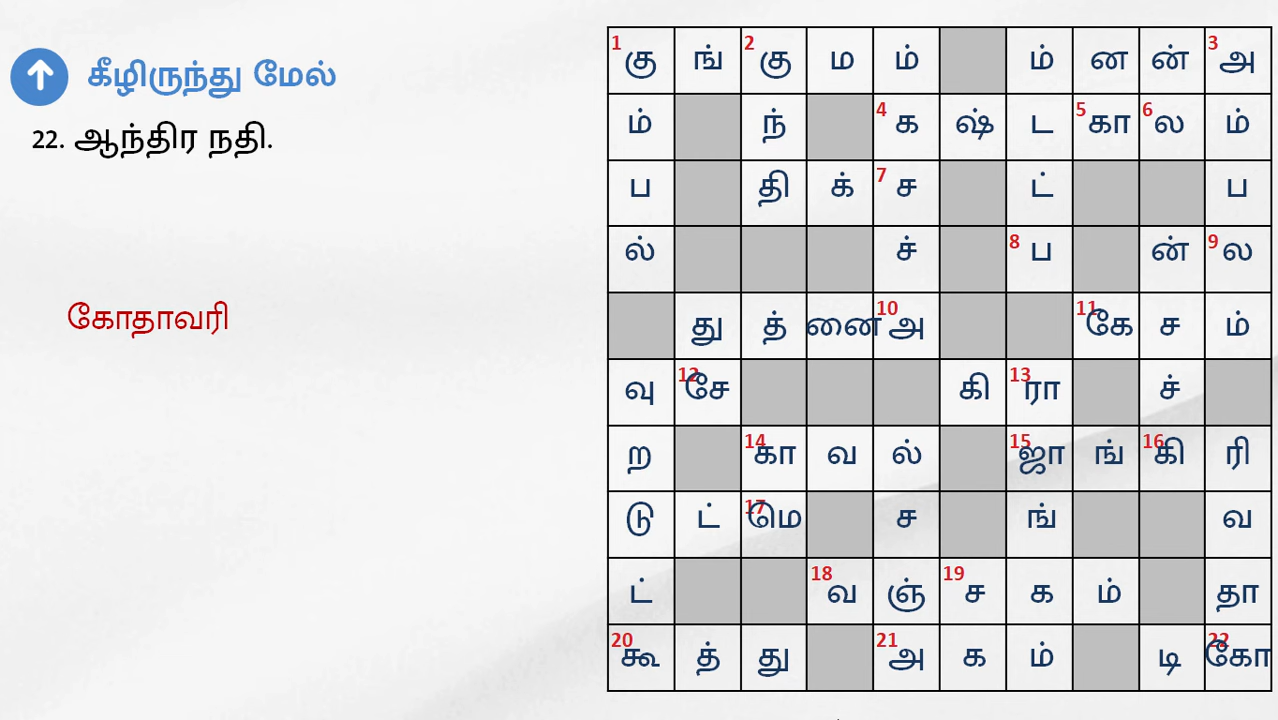 கீழிருந்து மேல்
22. ஆந்திர நதி.
கோதாவரி
1 கு ங் 2 கு ம ம் ம் ன ன் 3 அ
ம் ந் 4 க ஷ் ட 5 கா 6 ல ம்
ப தி க் 7 ச ட் ப
ல் ச் 8 ப ன் 9 ல
து த் னை 10 அ 11 கே ச ம்
வு 12 சே கி 13 ரா ச்
ற 14 கா வ ல் 15 ஜா ங் 16 கி ரி
டு ட் 17 மே ச ங் வ
ட் 18 வ ஞ் 19 ச க ம் தா
20 கூ த் து 21 அ க ம் டி 22 கோ